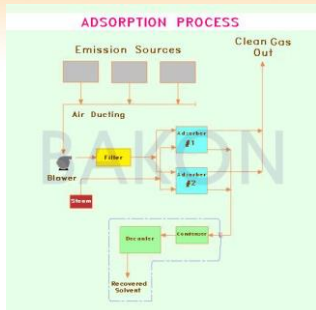 ADSORPTION PROCESS
Emission Sources
Clean Gas
Out
Air Ducting
BAKON
Adsorber
#1
Filter
Blower
Adsorber
#2
Steam
Decander
Condenser
Recovered
Solvent